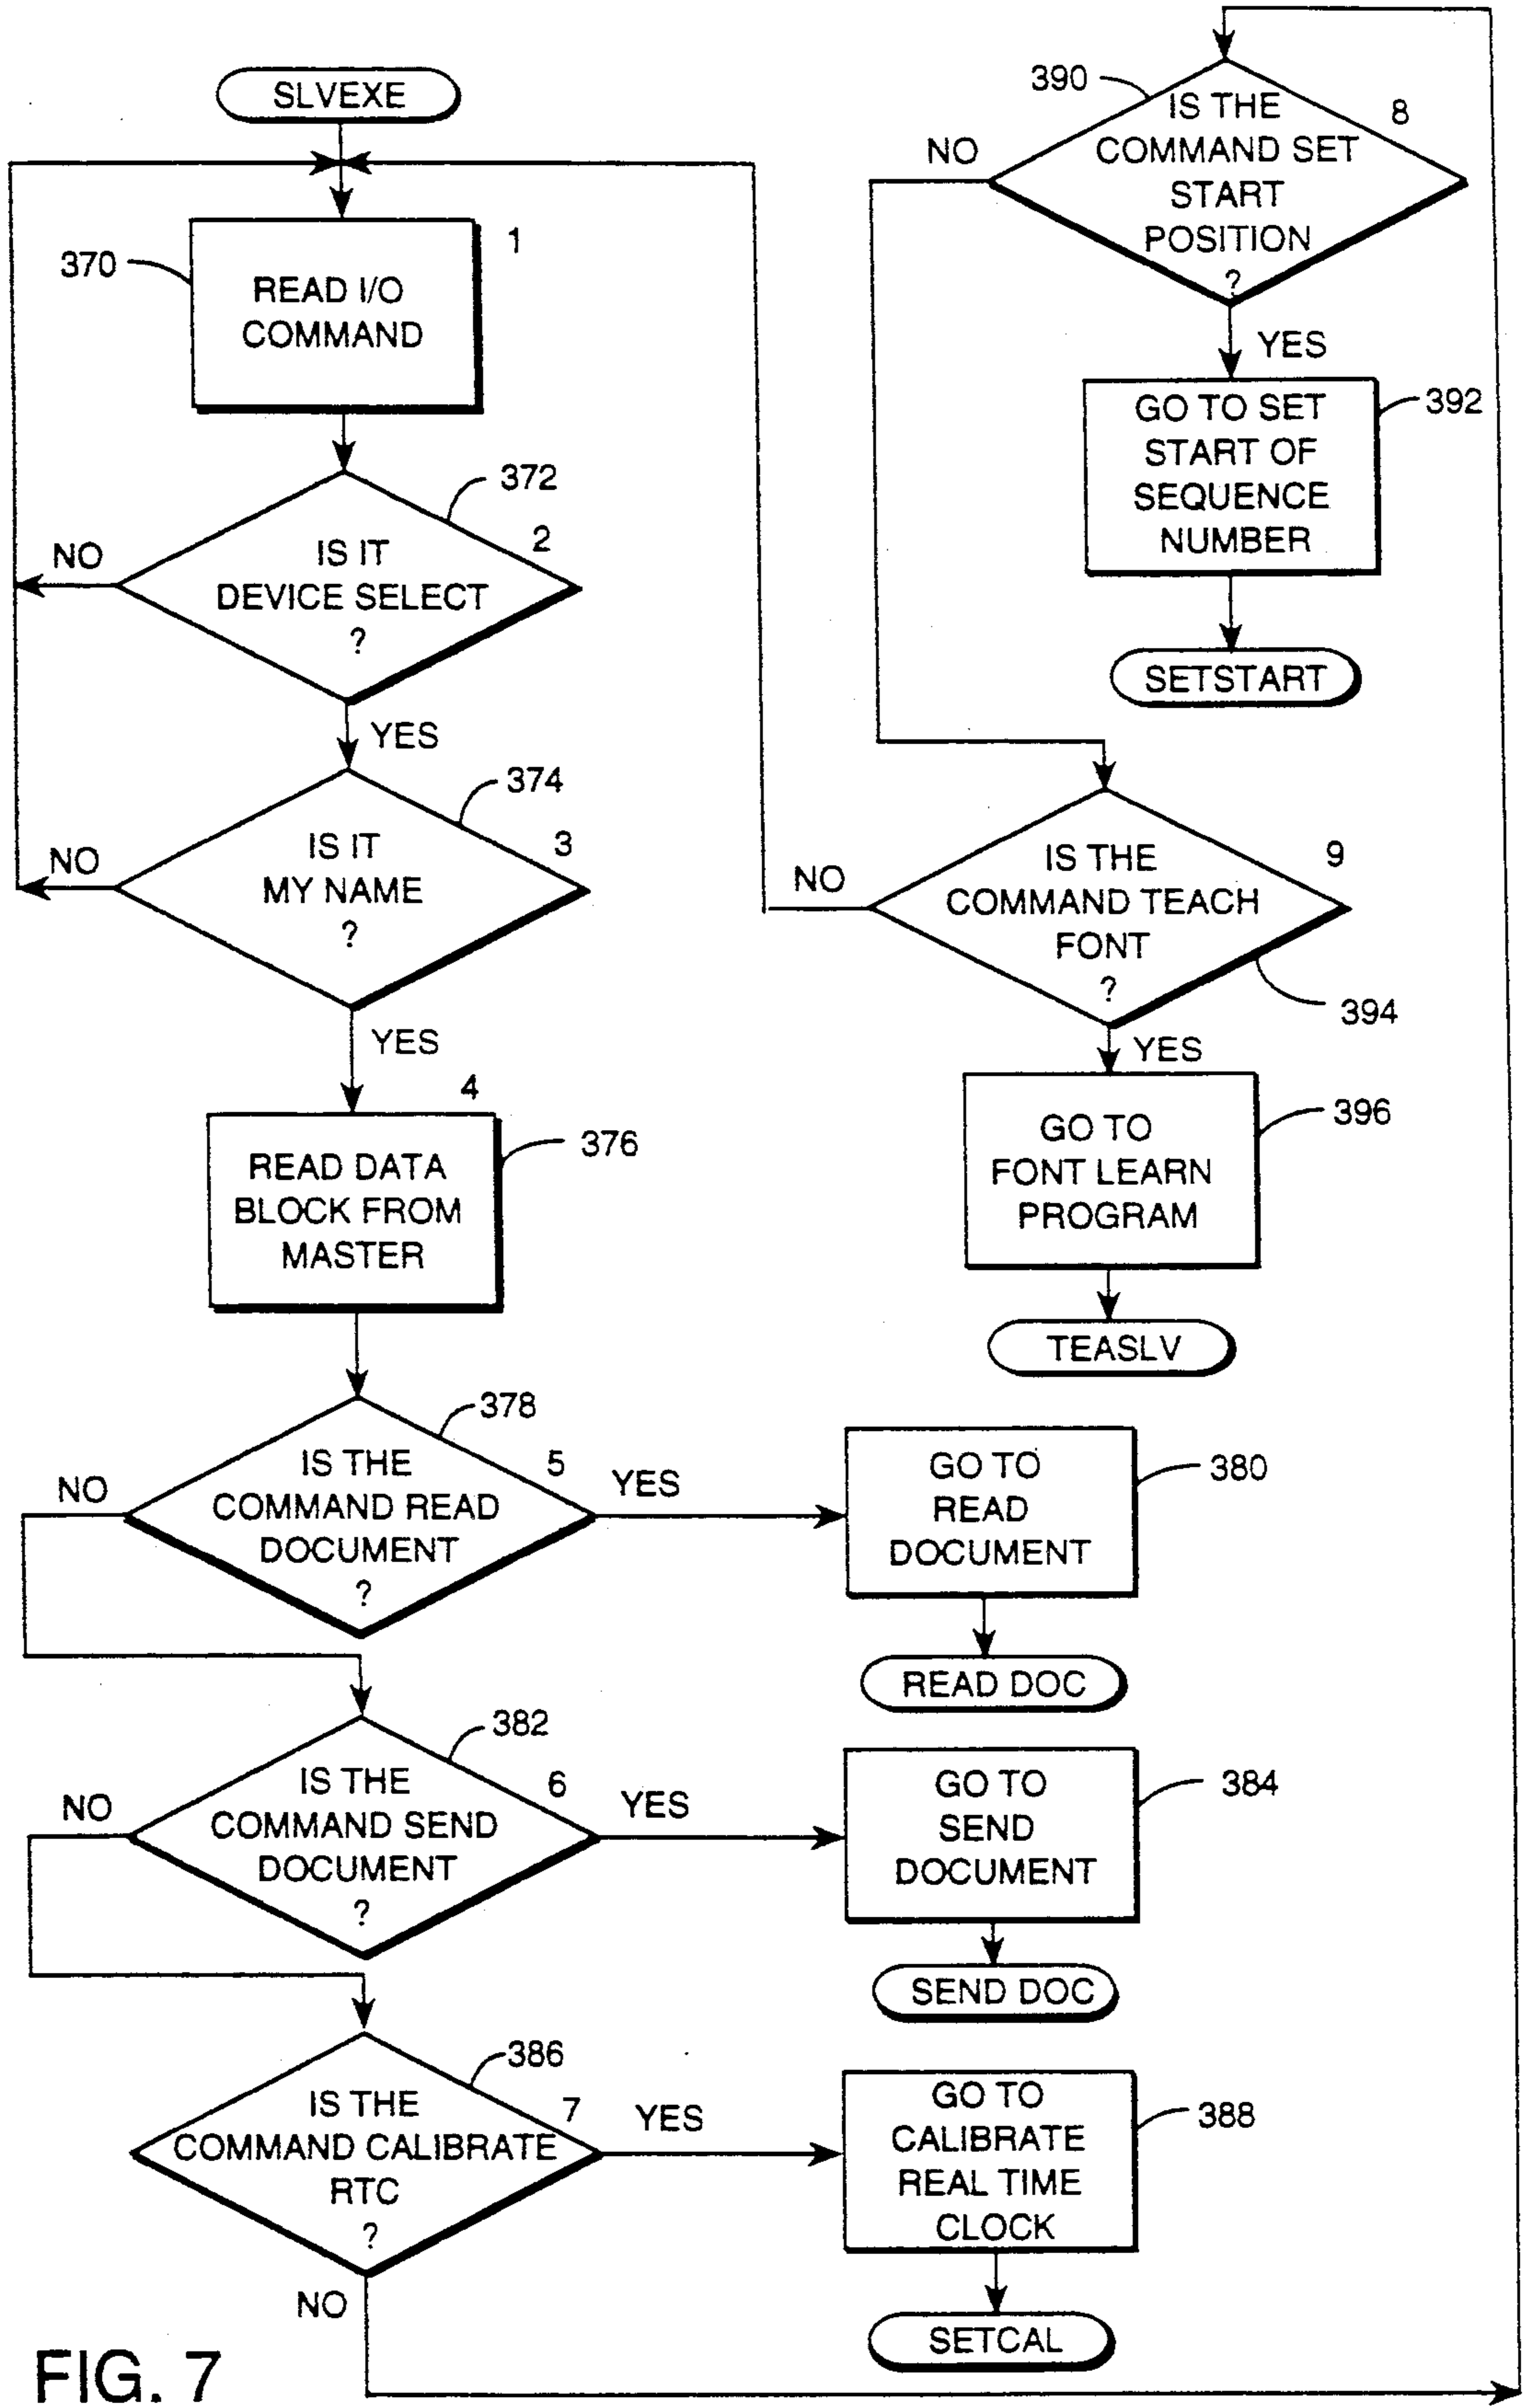 SLVEXE
1
370
READ I/O
COMMAND
372
2
NO
IS IT
DEVICE SELECT
?
YES
374
3
NO
IS IT
MY NAME
?
YES
4
376
READ DATA
BLOCK FROM
MASTER
378
5
NO
IS THE
COMMAND READ
DOCUMENT
?
YES
GO TO
READ
DOCUMENT
380
READ DOC
382
6
NO
IS THE
COMMAND SEND
DOCUMENT
?
YES
GO TO
SEND
DOCUMENT
384
SEND DOC
386
7
IS THE
COMMAND CALIBRATE
RTC
?
YES
GO TO
CALIBRATE
REAL TIME
CLOCK
388
SETCAL
NO
390
8
NO
IS THE
COMMAND SET
START
POSITION
?
YES
GO TO SET
START OF
SEQUENCE
NUMBER
392
SETSTART
9
NO
IS THE
COMMAND TEACH
FONT
?
394
YES
GO TO
FONT LEARN
PROGRAM
396
TEASLV
FIG. 7